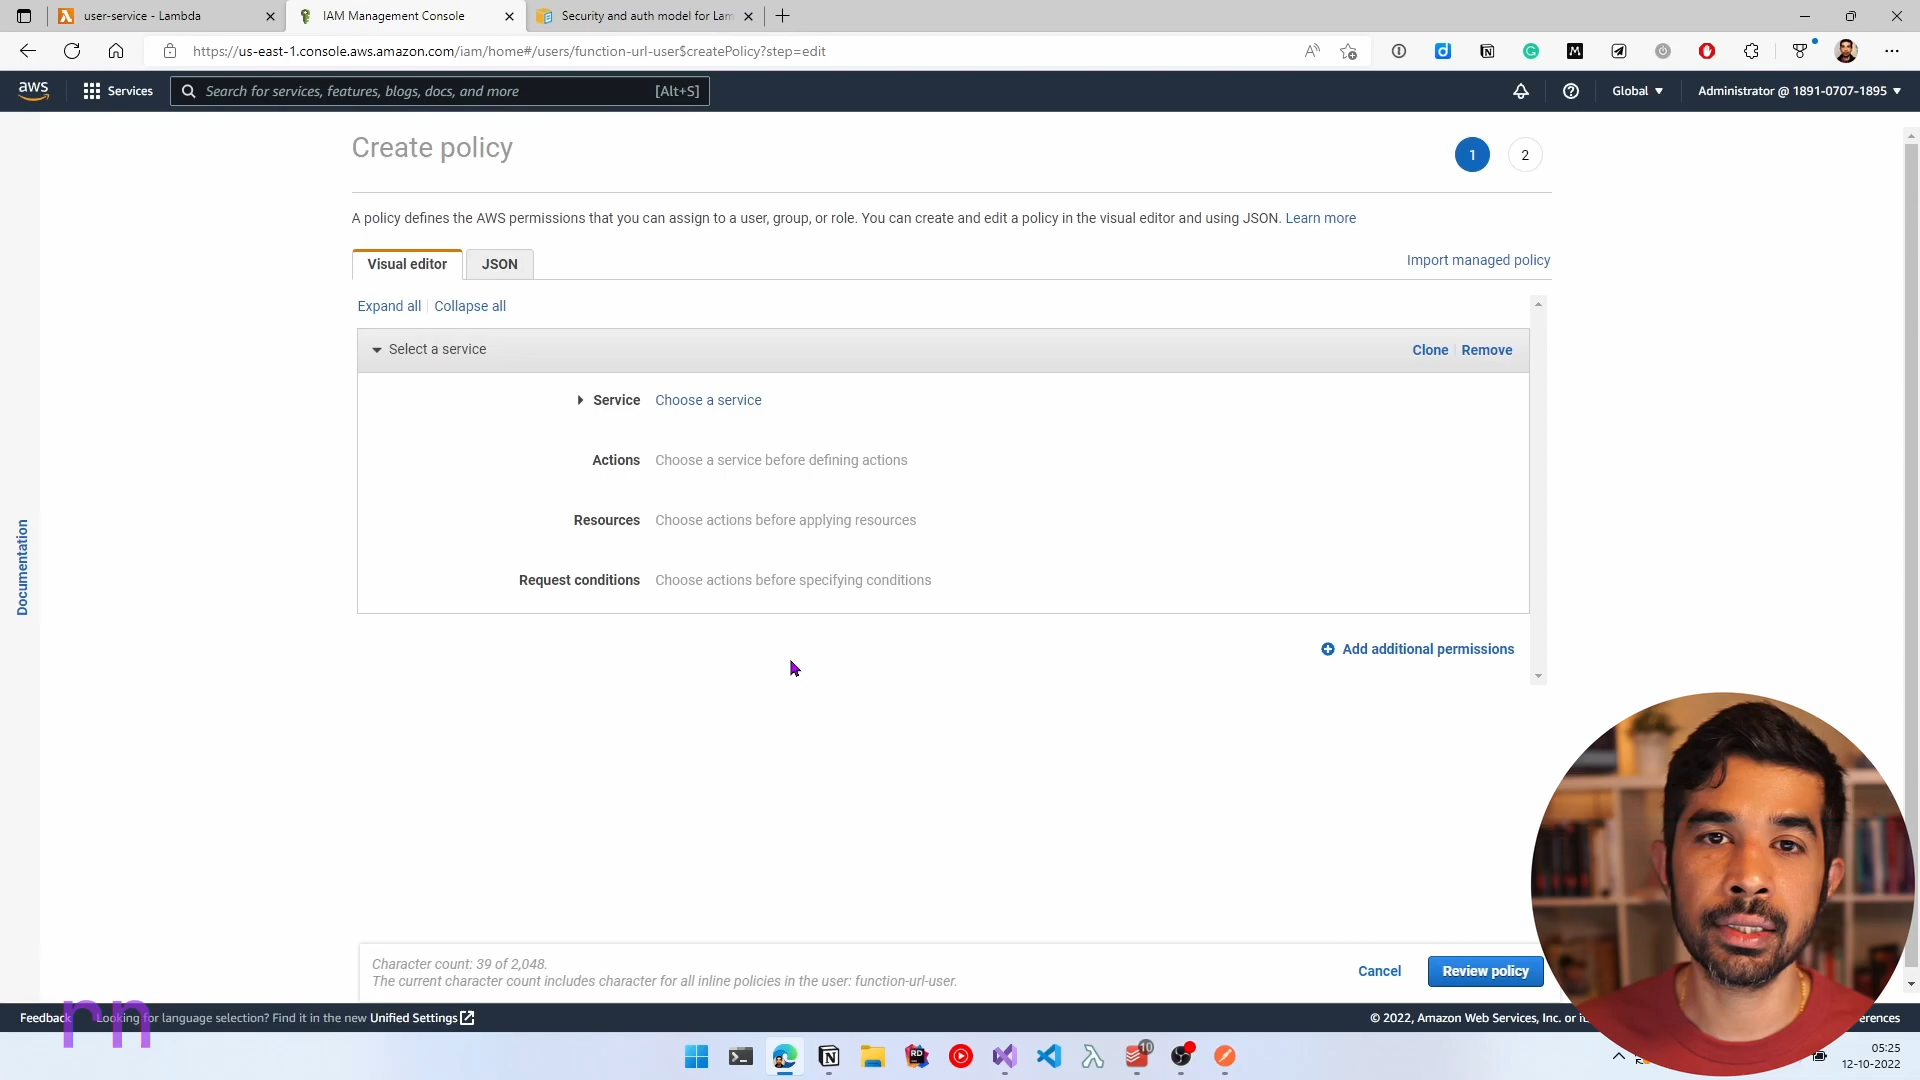 user-service - Lambda
IAM Management Console
Security and auth model for Lam
https://us-east-1.console.aws.amazon.com/iam/home#/users/function-url-user$createPolicy?step=edit
aws
Services
Search for services, features, blogs, docs, and more
[Alt+S]
Global
Administrator @ 1891-0707-1895
Create policy
1
2
A policy defines the AWS permissions that you can assign to a user, group, or role. You can create and edit a policy in the visual editor and using JSON. Learn more
Visual editor
JSON
Import managed policy
Expand all
Collapse all
Select a service
Clone
Remove
Service
Choose a service
Actions
Choose a service before defining actions
Resources
Choose actions before applying resources
Request conditions
Choose actions before specifying conditions
Documentation
Add additional permissions
Character count: 39 of 2,048.
The current character count includes character for all inline policies in the user: function-url-user.
Cancel
Review policy
Feedback
Looking for language selection? Find it in the new Unified Settings
© 2022, Amazon Web Services, Inc. or
rn
RD
10
05:25
12-10-2022